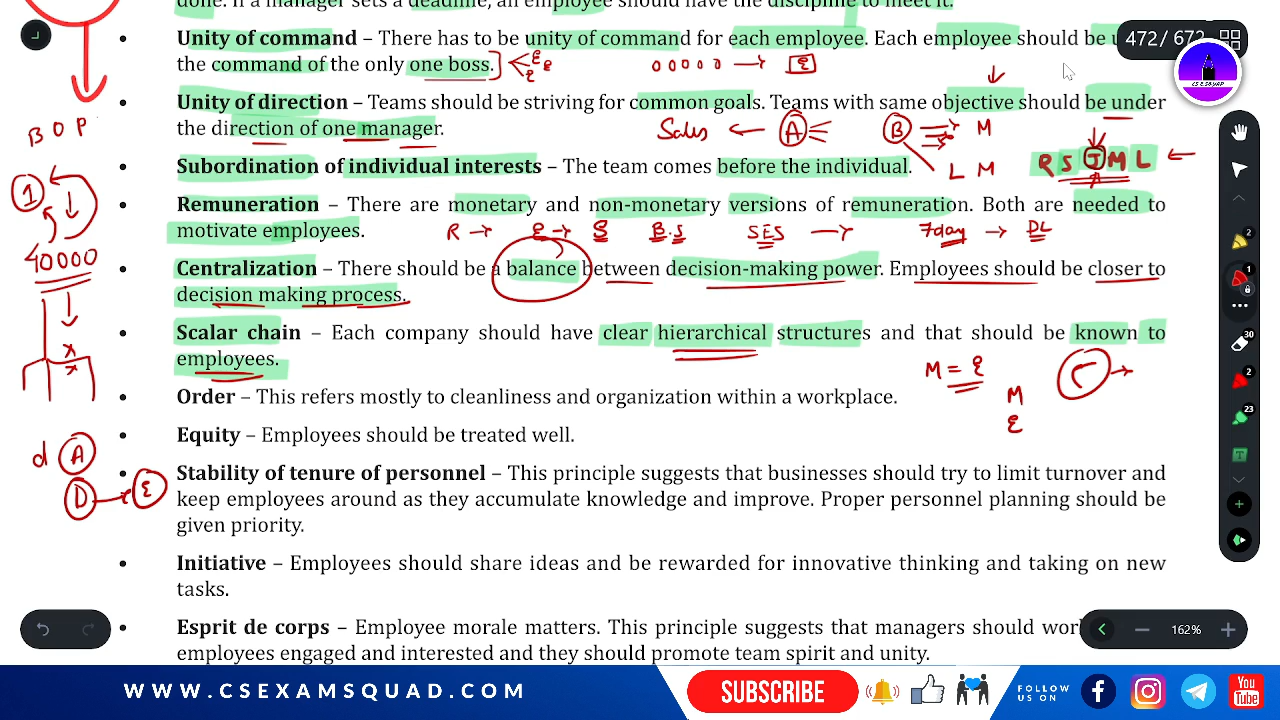 done. If a manager sets a deadline, an employee should have the discipline to meet it.
• Unity of command – There has to be unity of command for each employee. Each employee should be
the command of the only one boss.
• Unity of direction – Teams should be striving for common goals. Teams with same objective should be under
the direction of one manager.
Sales A B M
• Subordination of individual interests – The team comes before the individual.
L M
R S J M L
B O P
• Remuneration – There are monetary and non-monetary versions of remuneration. Both are needed to
motivate employees.
R E S B.S SES 7day DL
1
40000
• Centralization – There should be a balance between decision-making power. Employees should be closer to
decision making process.
• Scalar chain – Each company should have clear hierarchical structures and that should be known to
employees.
M = E
M
E
• Order – This refers mostly to cleanliness and organization within a workplace.
• Equity – Employees should be treated well.
d A
D E
• Stability of tenure of personnel – This principle suggests that businesses should try to limit turnover and
keep employees around as they accumulate knowledge and improve. Proper personnel planning should be
given priority.
• Initiative – Employees should share ideas and be rewarded for innovative thinking and taking on new
tasks.
• Esprit de corps – Employee morale matters. This principle suggests that managers should
employees engaged and interested and they should promote team spirit and unity.
472/672
CS ESQUAD
2
1
30
2
23
T
162%
WWW.CSEXAMSQUAD.COM
SUBSCRIBE
FOLLOW
US ON
You
Tube